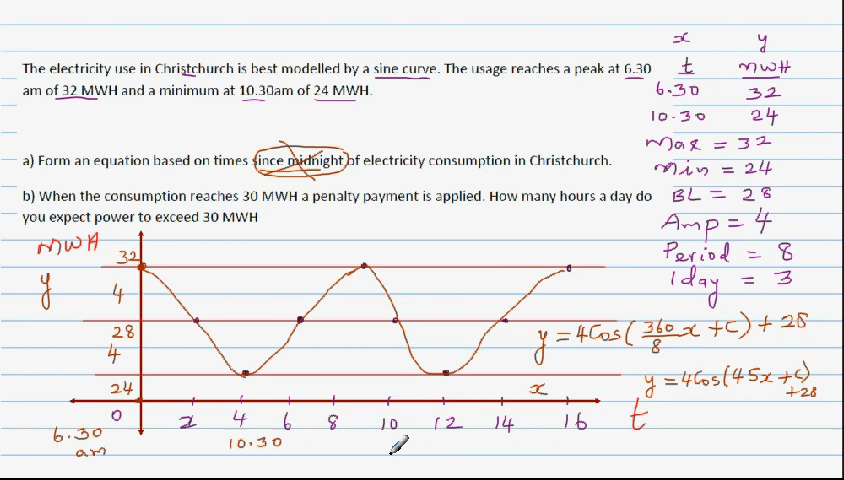 The electricity use in Christchurch is best modelled by a sine curve. The usage reaches a peak at 6.30
am of 32 MWH and a minimum at 10.30am of 24 MWH.
a) Form an equation based on times since midnight of electricity consumption in Christchurch.
b) When the consumption reaches 30 MWH a penalty payment is applied. How many hours a day do
you expect power to exceed 30 MWH
x y
t MWH
6.30 32
10.30 24
Max = 32
Min = 24
BL = 28
Amp = 4
Period = 8
1day = 3
MWH
y
32
4
28
4
24
y = 4Cos(360/8 x + C) + 28
y = 4Cos(45x + C)
+28
x
0 2 4 6 8 10 12 14 16 t
6.30 10.30
am